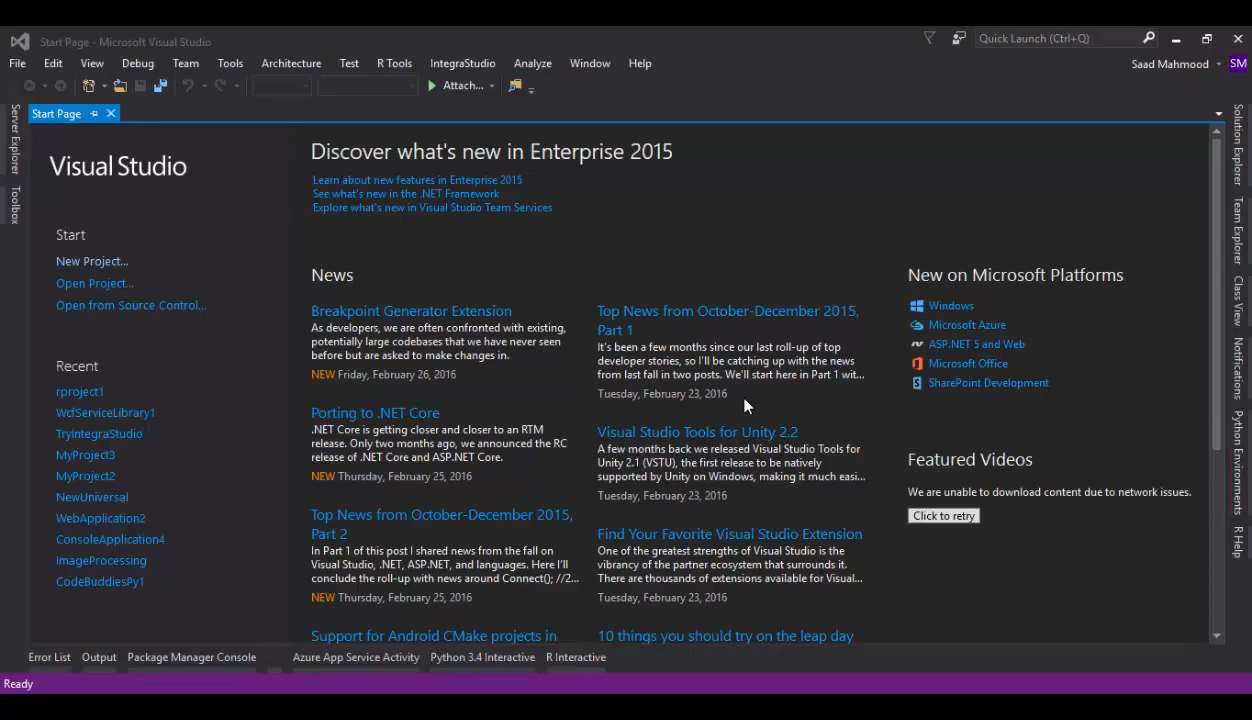 Start Page - Microsoft Visual Studio
Quick Launch (Ctrl+Q)
File Edit View Debug Team Tools Architecture Test R Tools IntegraStudio Analyze Window Help
Saad Mahmood SM
Attach...
Start Page
Server Explorer
Toolbox
Visual Studio
Start
New Project...
Open Project...
Open from Source Control...
Recent
rproject1
WcfServiceLibrary1
TryIntegraStudio
MyProject3
MyProject2
NewUniversal
WebApplication2
ConsoleApplication4
ImageProcessing
CodeBuddiesPy1
Discover what's new in Enterprise 2015
Learn about new features in Enterprise 2015
See what's new in the .NET Framework
Explore what's new in Visual Studio Team Services
News
Breakpoint Generator Extension
As developers, we are often confronted with existing,
potentially large codebases that we have never seen
before but are asked to make changes in.
NEW Friday, February 26, 2016
Porting to .NET Core
.NET Core is getting closer and closer to an RTM
release. Only two months ago, we announced the RC
release of .NET Core and ASP.NET Core.
NEW Thursday, February 25, 2016
Top News from October-December 2015,
Part 2
In Part 1 of this post I shared news from the fall on
Visual Studio, .NET, ASP.NET, and languages. Here I'll
conclude the roll-up with news around Connect(); //2...
NEW Thursday, February 25, 2016
Support for Android CMake projects in
Top News from October-December 2015,
Part 1
It's been a few months since our last roll-up of top
developer stories, so I'll be catching up with the news
from last fall in two posts. We'll start here in Part 1 wit...
Tuesday, February 23, 2016
Visual Studio Tools for Unity 2.2
A few months back we released Visual Studio Tools for
Unity 2.1 (VSTU), the first release to be natively
supported by Unity on Windows, making it much easi...
Tuesday, February 23, 2016
Find Your Favorite Visual Studio Extension
One of the greatest strengths of Visual Studio is the
vibrancy of the partner ecosystem that surrounds it.
There are thousands of extensions available for Visual...
Tuesday, February 23, 2016
10 things you should try on the leap day
New on Microsoft Platforms
Windows
Microsoft Azure
ASP.NET 5 and Web
Microsoft Office
SharePoint Development
Featured Videos
We are unable to download content due to network issues.
Click to retry
Solution Explorer
Team Explorer
Class View
Notifications
Python Environments
R Help
Error List Output Package Manager Console Azure App Service Activity Python 3.4 Interactive R Interactive
Ready